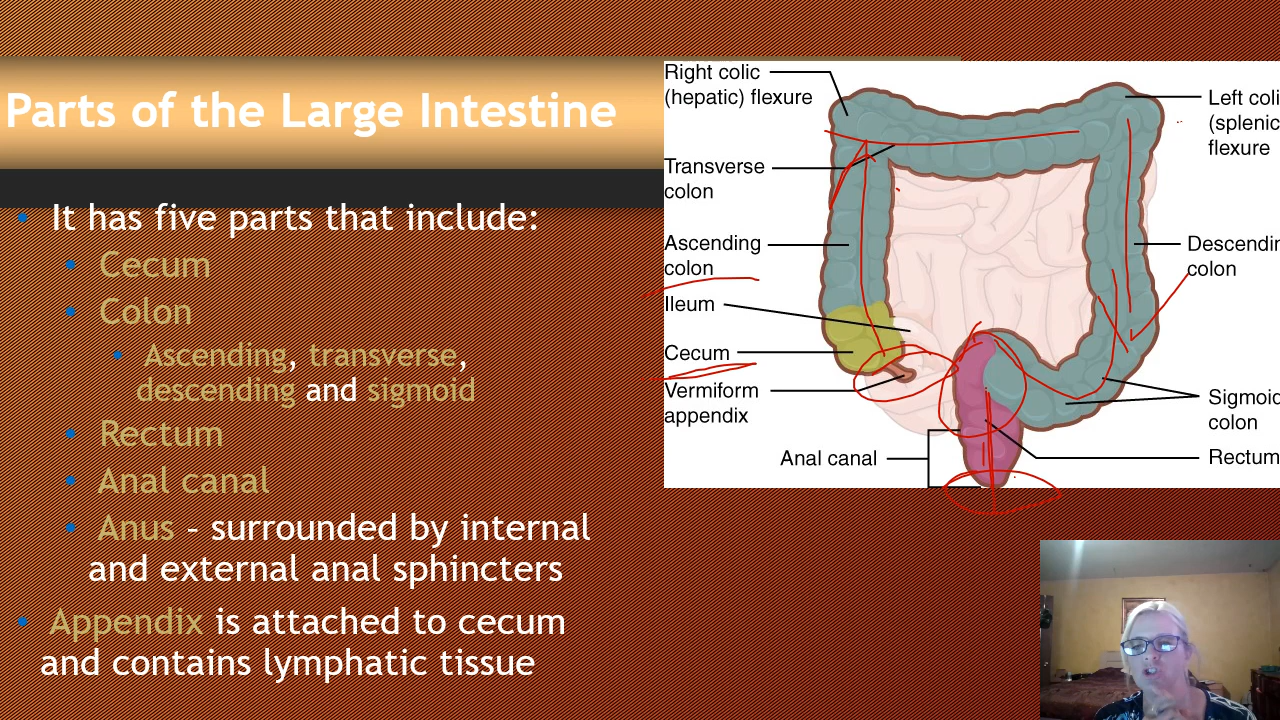 Parts of the Large Intestine
It has five parts that include:
Cecum
Colon
Ascending, transverse,
descending and sigmoid
Rectum
Anal canal
Anus – surrounded by internal
and external anal sphincters
Appendix is attached to cecum
and contains lymphatic tissue
Right colic
(hepatic) flexure
Transverse
colon
Ascending
colon
Ileum
Cecum
Vermiform
appendix
Anal canal
Left coli
(splenic
flexure
Descendin
colon
Sigmoid
colon
Rectum